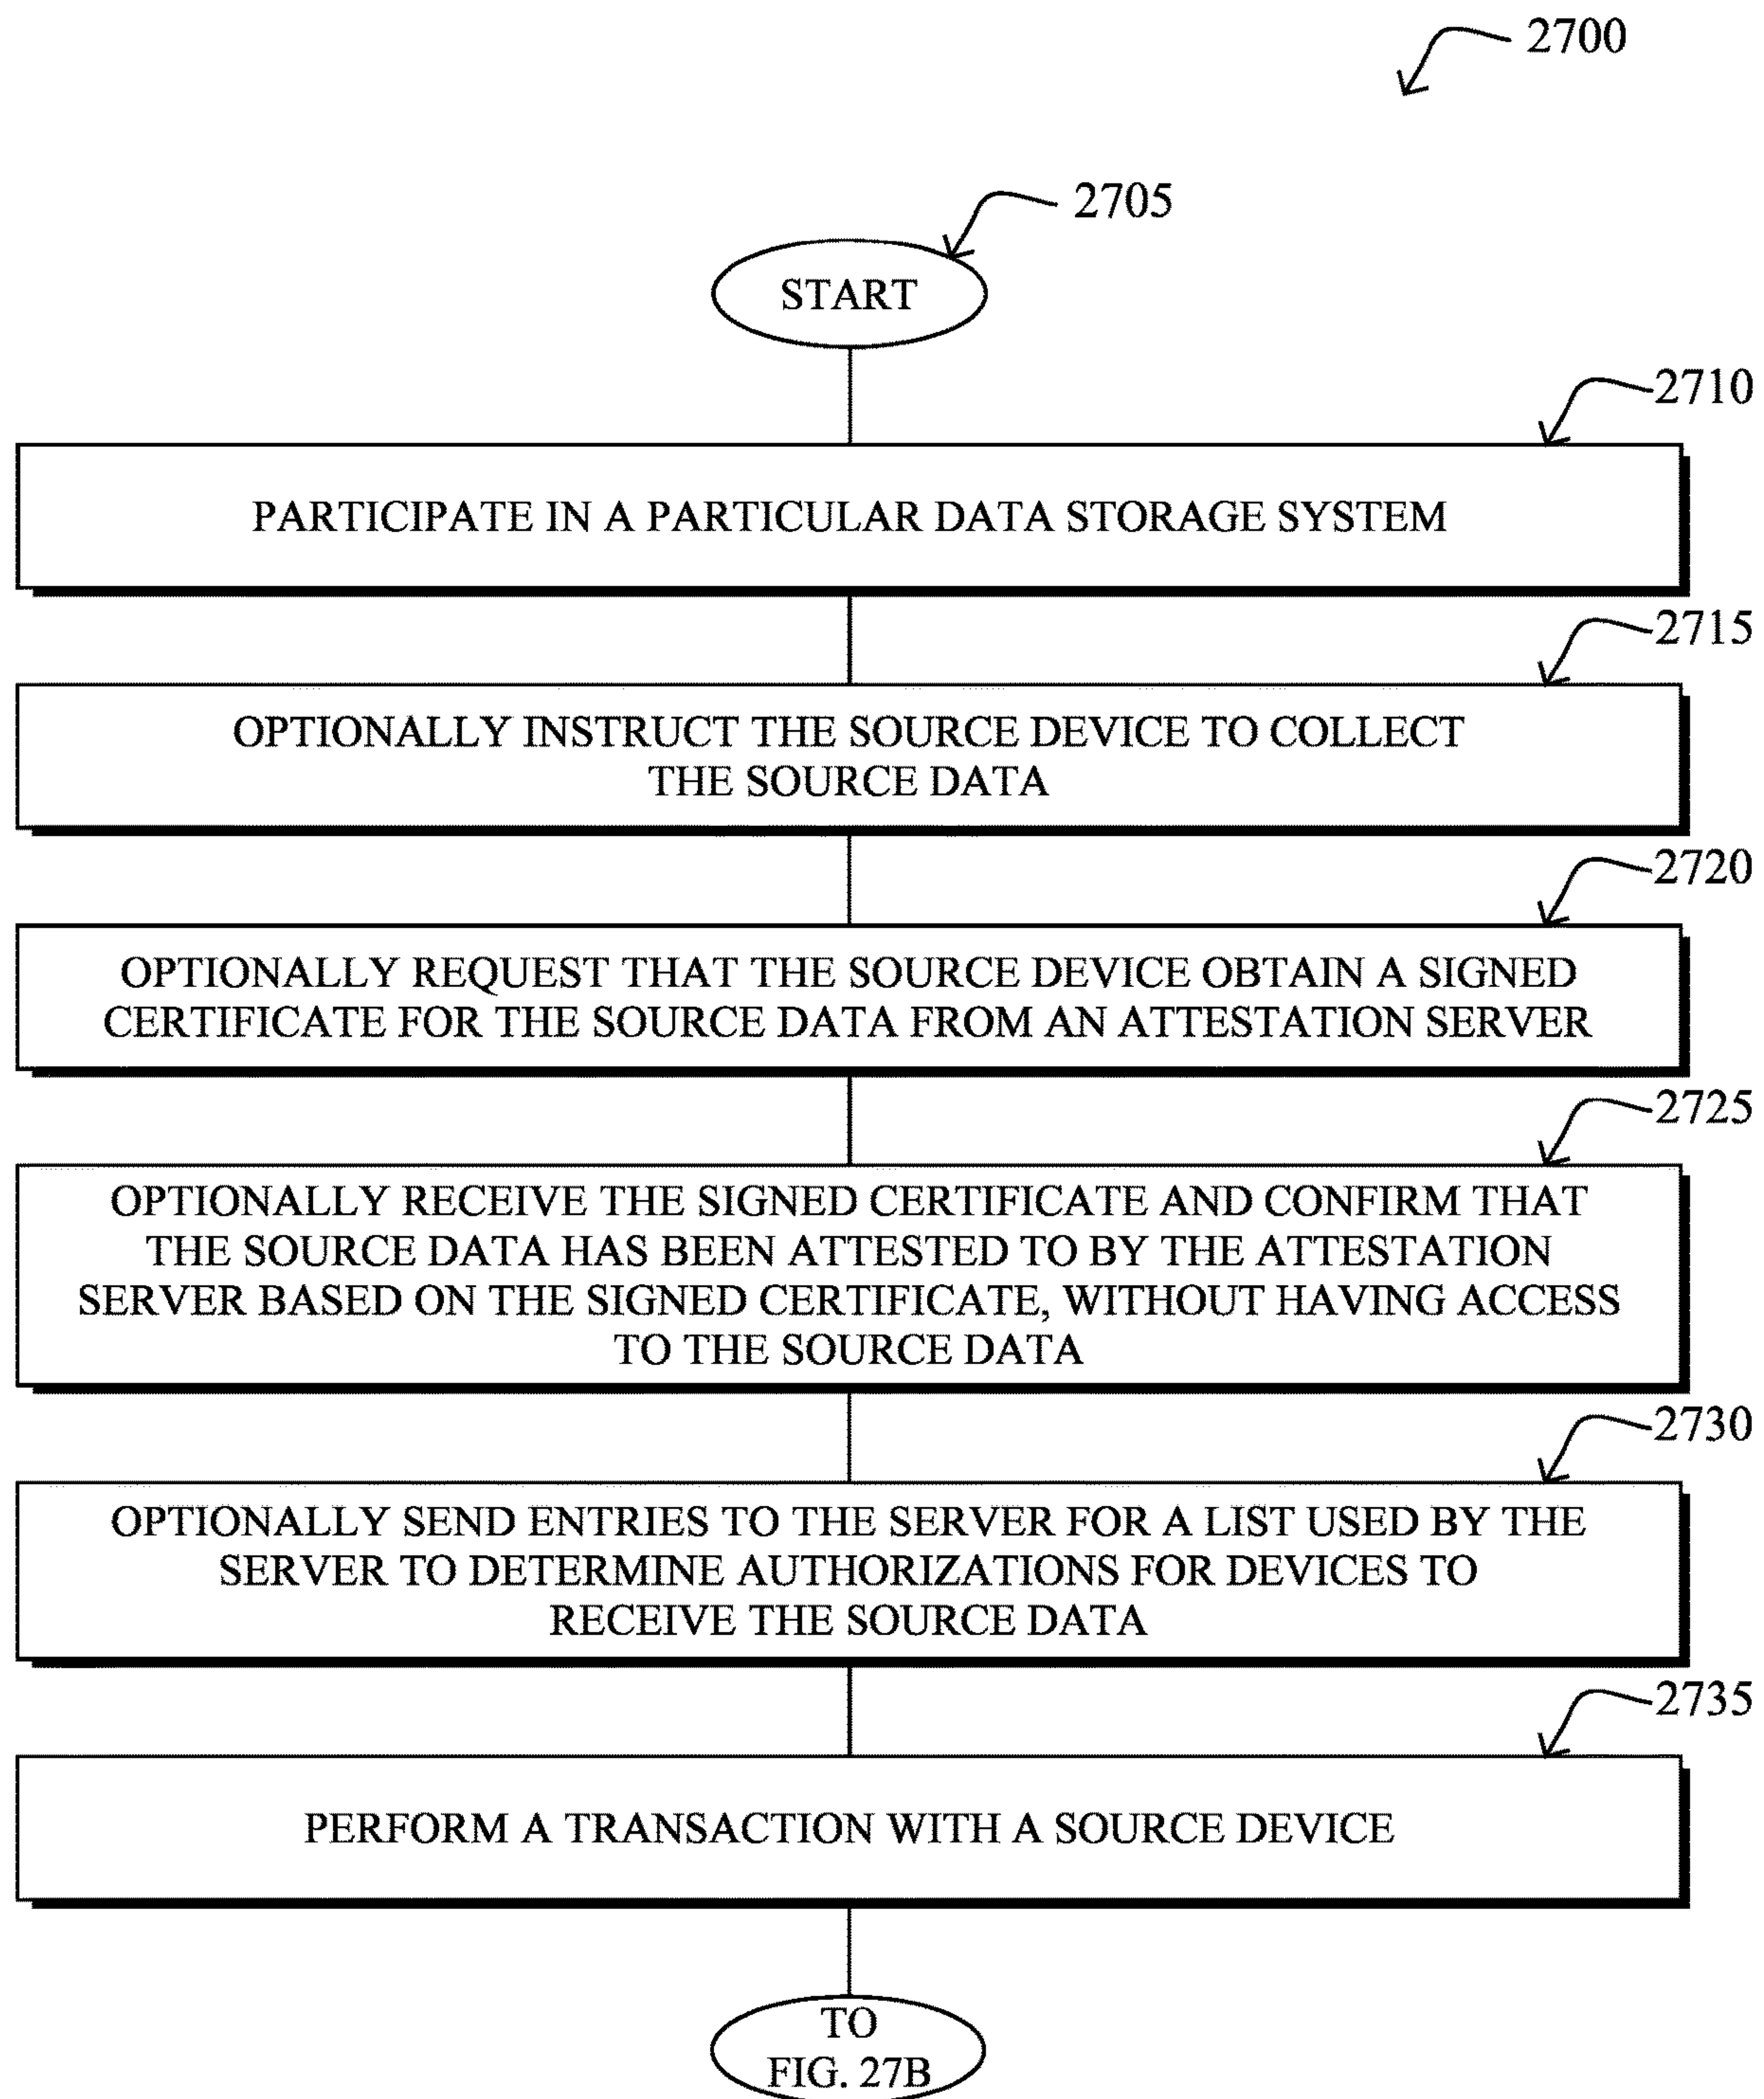 2700
2705
START
2710
PARTICIPATE IN A PARTICULAR DATA STORAGE SYSTEM
2715
OPTIONALLY INSTRUCT THE SOURCE DEVICE TO COLLECT
THE SOURCE DATA
2720
OPTIONALLY REQUEST THAT THE SOURCE DEVICE OBTAIN A SIGNED
CERTIFICATE FOR THE SOURCE DATA FROM AN ATTESTATION SERVER
2725
OPTIONALLY RECEIVE THE SIGNED CERTIFICATE AND CONFIRM THAT
THE SOURCE DATA HAS BEEN ATTESTED TO BY THE ATTESTATION
SERVER BASED ON THE SIGNED CERTIFICATE, WITHOUT HAVING ACCESS
TO THE SOURCE DATA
2730
OPTIONALLY SEND ENTRIES TO THE SERVER FOR A LIST USED BY THE
SERVER TO DETERMINE AUTHORIZATIONS FOR DEVICES TO
RECEIVE THE SOURCE DATA
2735
PERFORM A TRANSACTION WITH A SOURCE DEVICE
TO
FIG. 27B